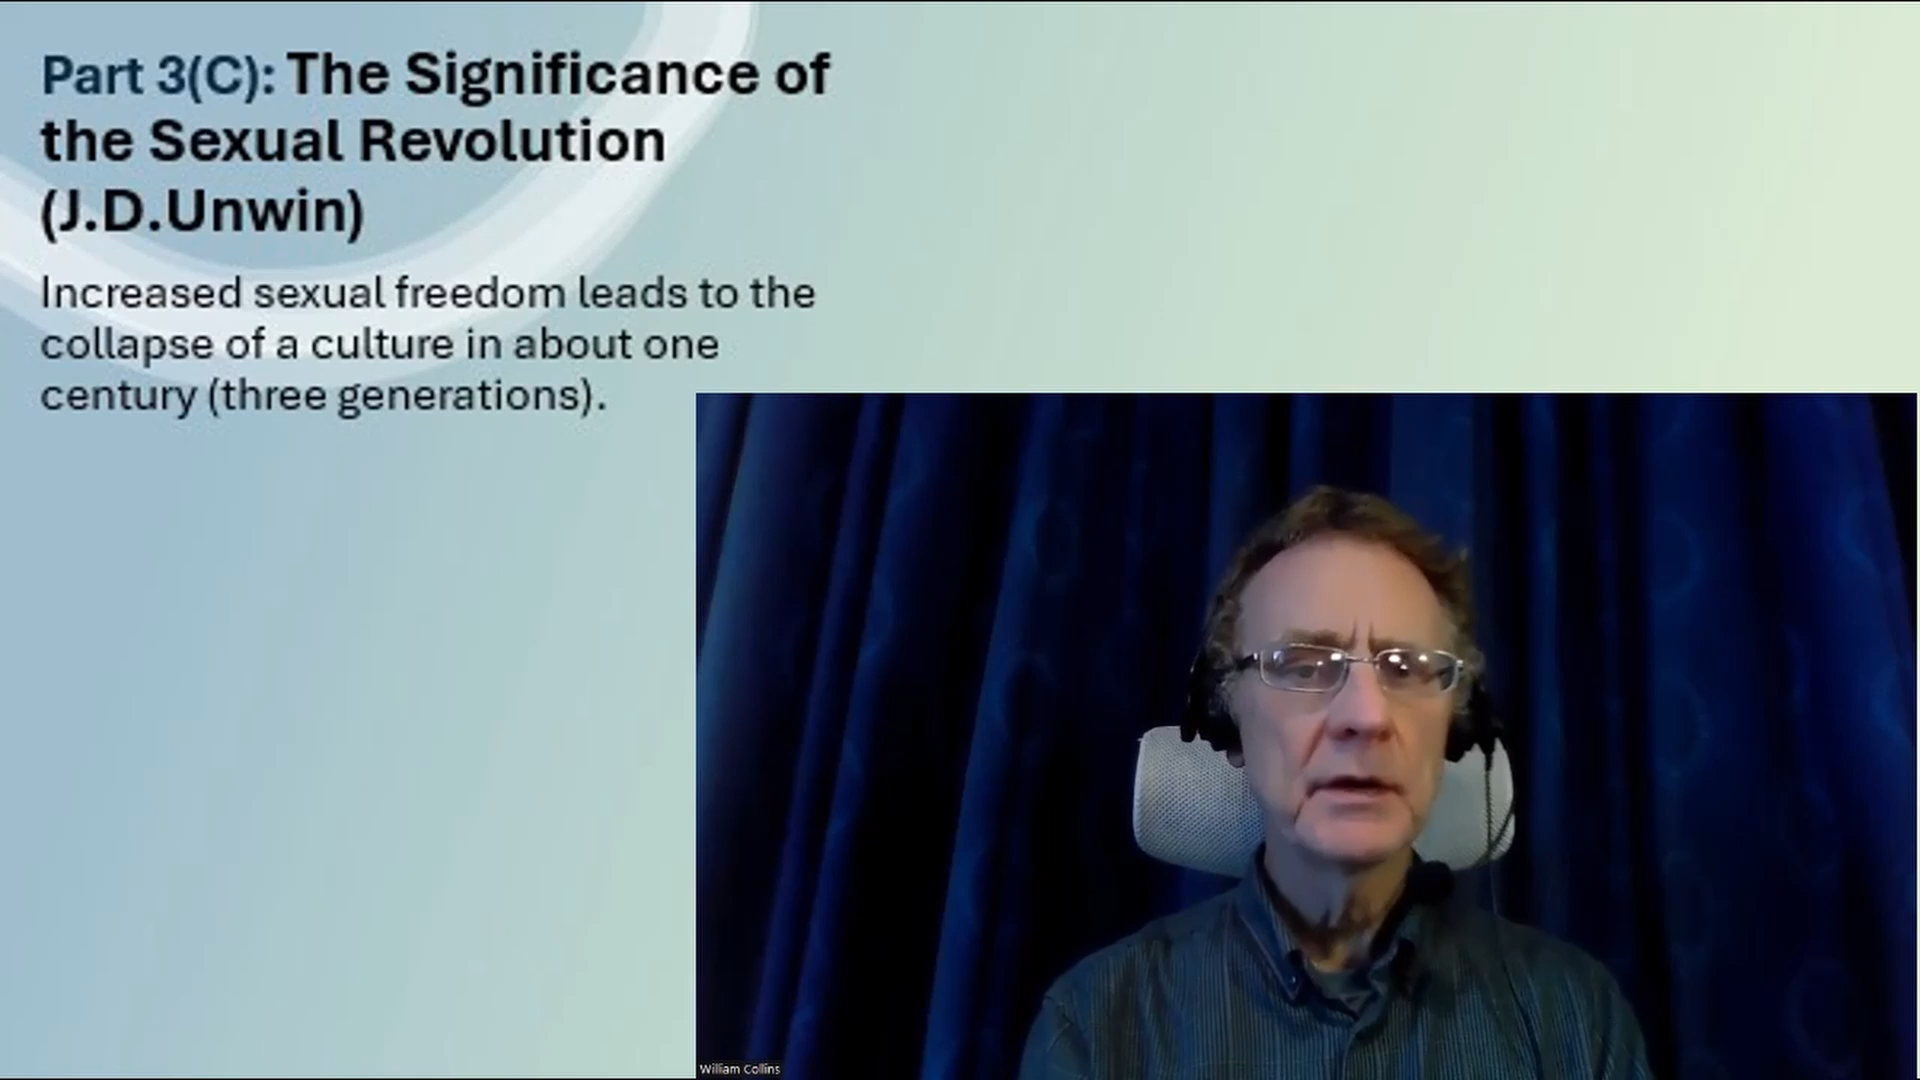 Part 3(C): The Significance of
the Sexual Revolution
(J.D.Unwin)
Increased sexual freedom leads to the
collapse of a culture in about one
century (three generations).
William Collins